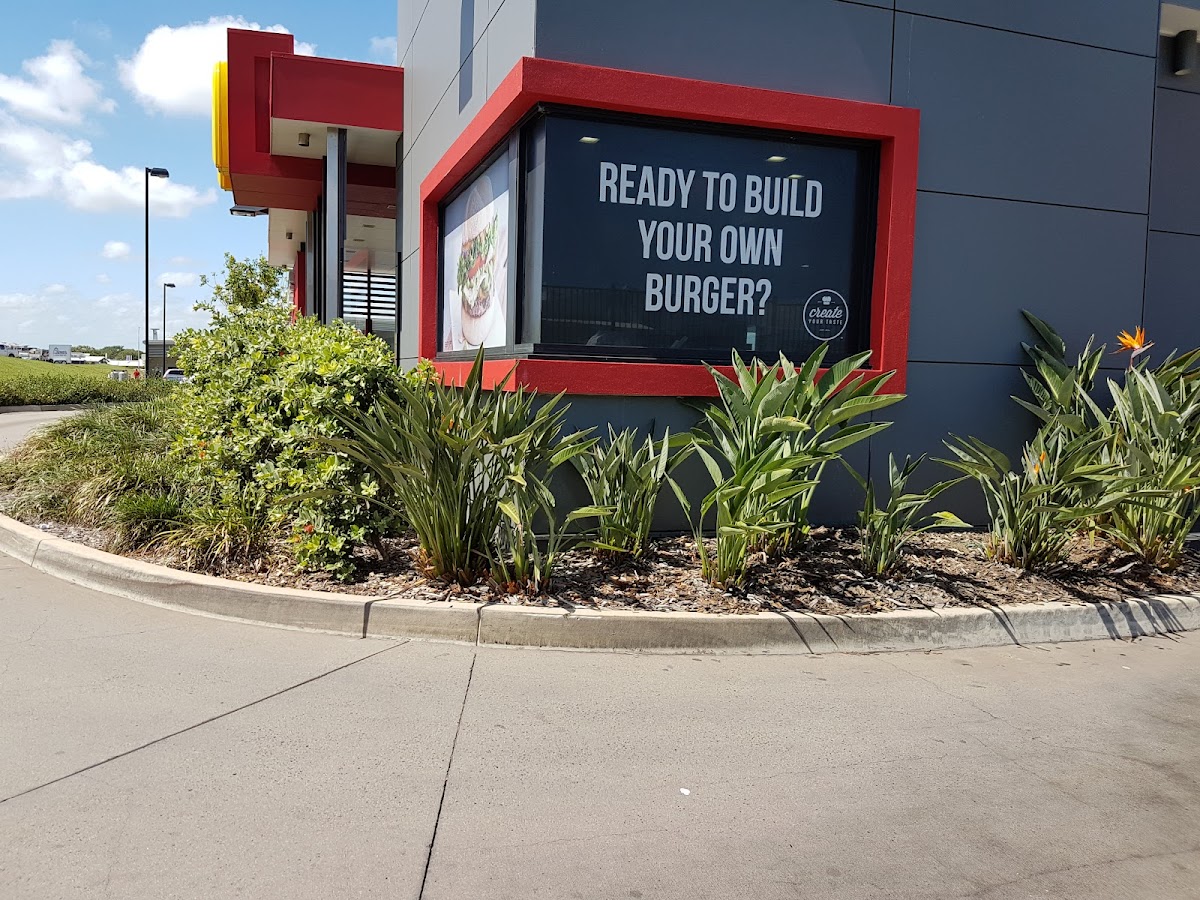 READY TO BUILD
YOUR OWN
BURGER?
create
YOUR TASTE